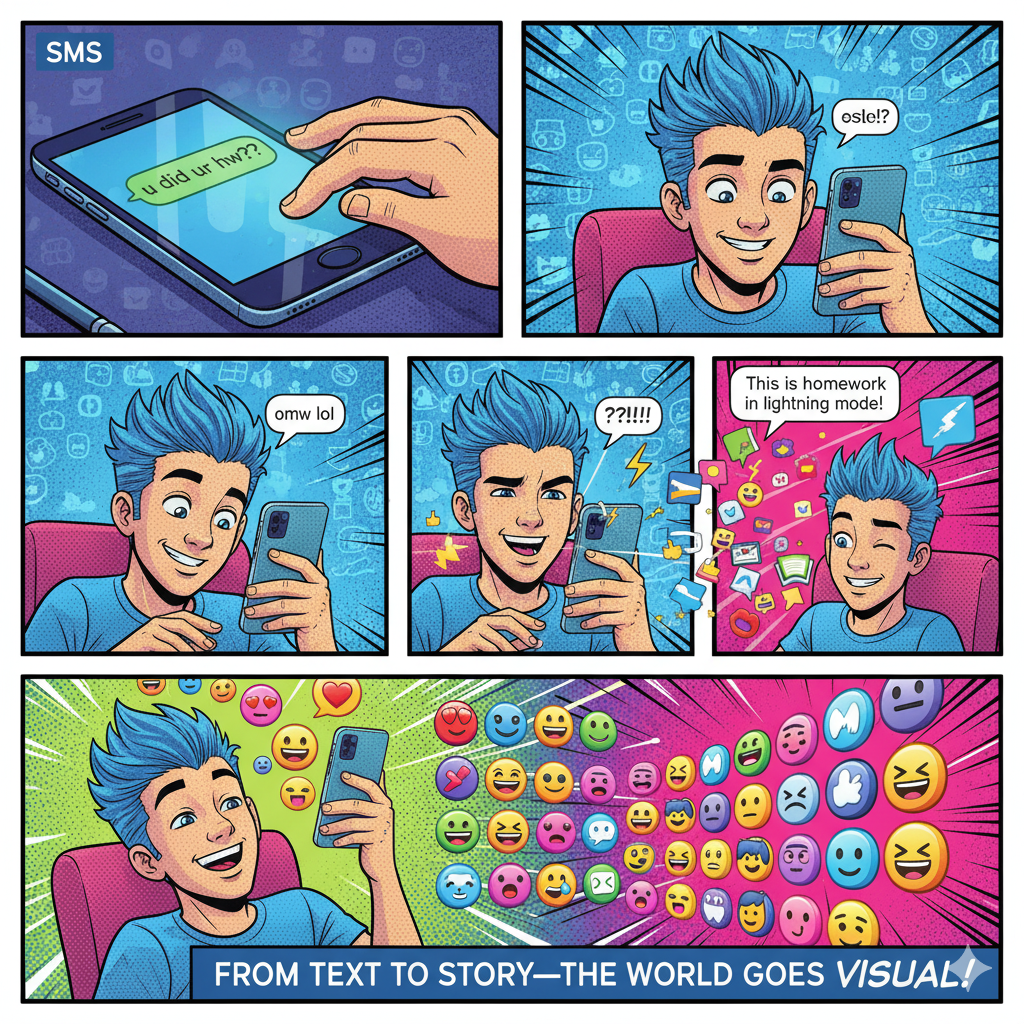 SMS
u did ur hw??
esle!?
omw lol
??!!!!
This is homework
in lightning mode!
FROM TEXT TO STORY—THE WORLD GOES VISUAL!